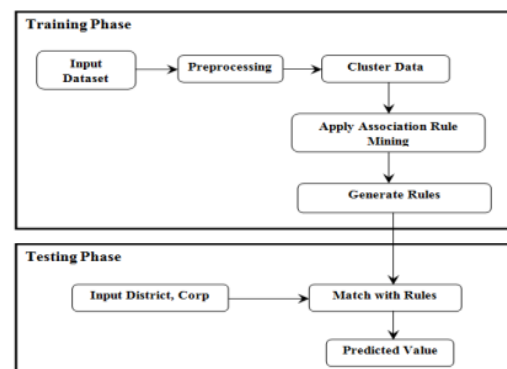 Training Phase
Input
Dataset
Preprocessing
Cluster Data
Apply Association Rule
Mining
Generate Rules
Testing Phase
Input District, Corp
Match with Rules
Predicted Value